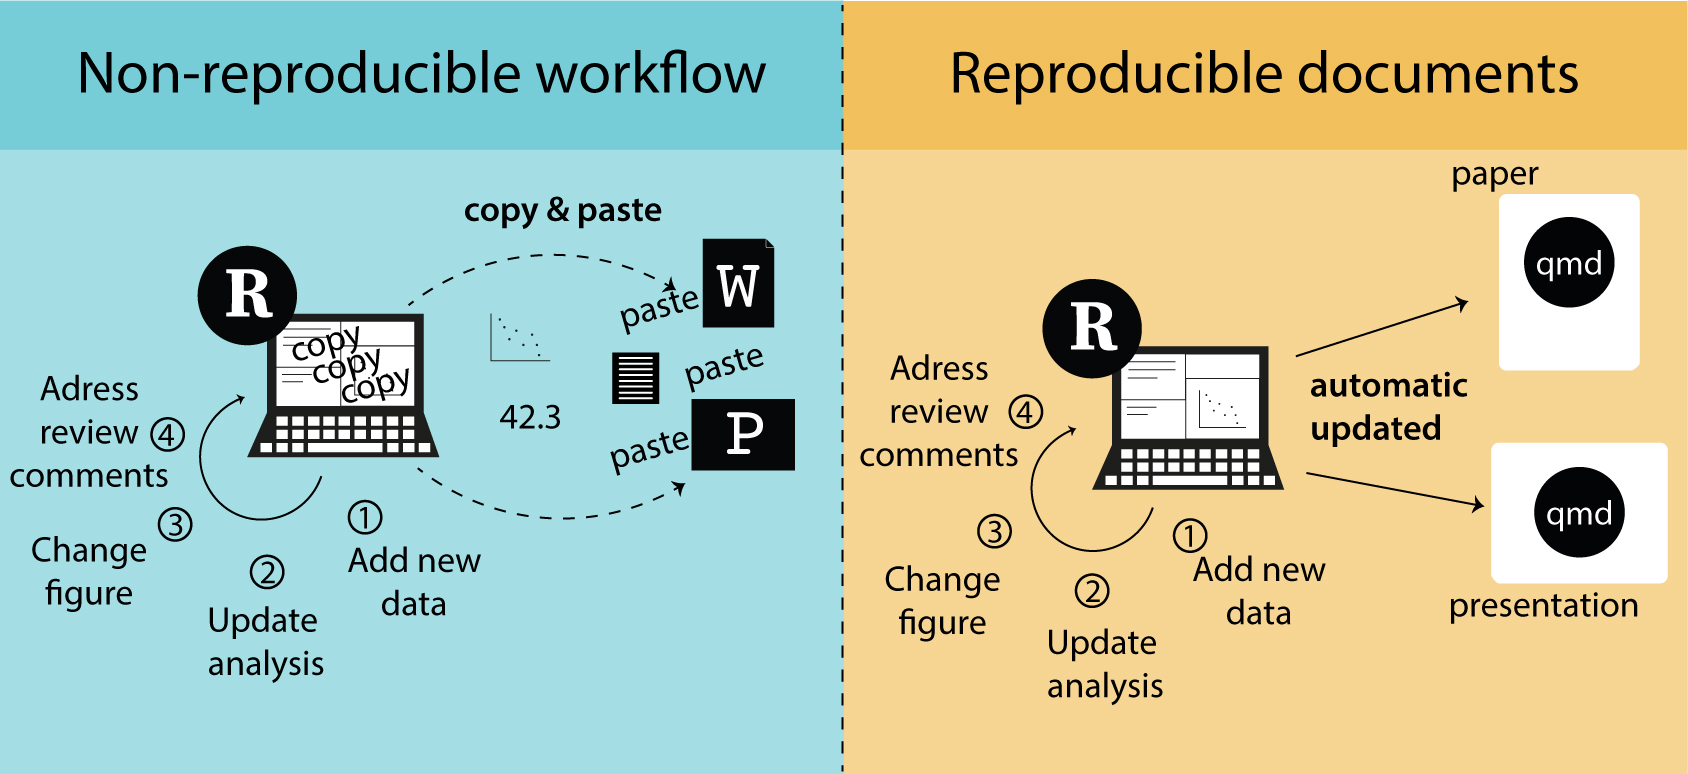 Non-reproducible workflow
copy & paste
R
W
paste
copy
copy
copy
paste
42.3
P
paste
Adress
review
comments
4
3
Change
figure
2
Update
analysis
1
Add new
data
Reproducible documents
paper
qmd
R
automatic
updated
qmd
presentation
Adress
review
comments
4
3
Change
figure
2
Update
analysis
1
Add new
data